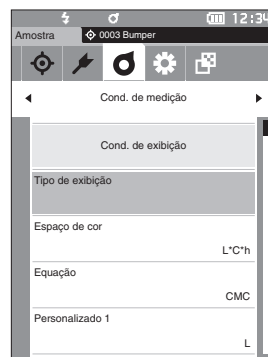 12:34
Amostra
0003 Bumper
Cond. de medição
Cond. de exibição
Tipo de exibição
Espaço de cor
L*C*h
Equação
CMC
Personalizado 1
L